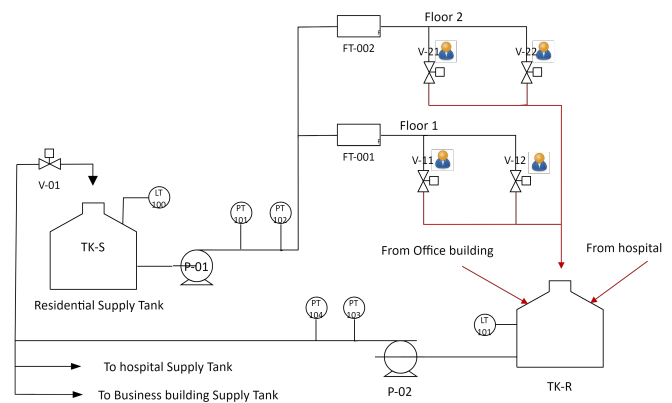 Floor 2
FT-002
V-21
V-22
Floor 1
FT-001
V-11
V-12
V-01
LT
100
PT
101
PT
102
TK-S
P-01
Residential Supply Tank
From Office building
From hospital
PT
104
PT
103
LT
101
P-02
TK-R
To hospital Supply Tank
To Business building Supply Tank